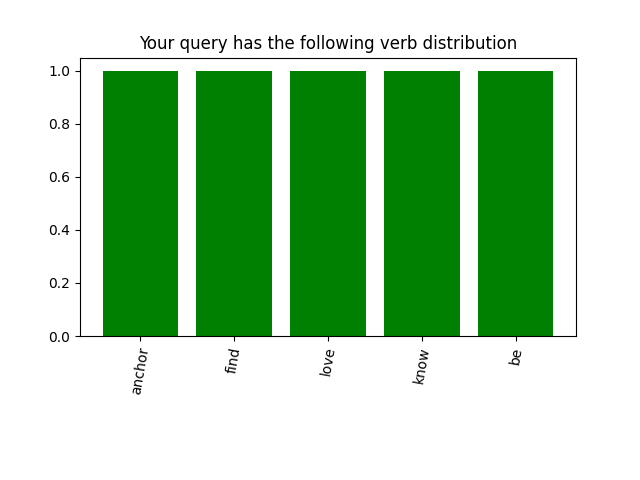 Your query has the following verb distribution
1.0
0.8
0.6
0.4
0.2
0.0
anchor
find
love
know
be